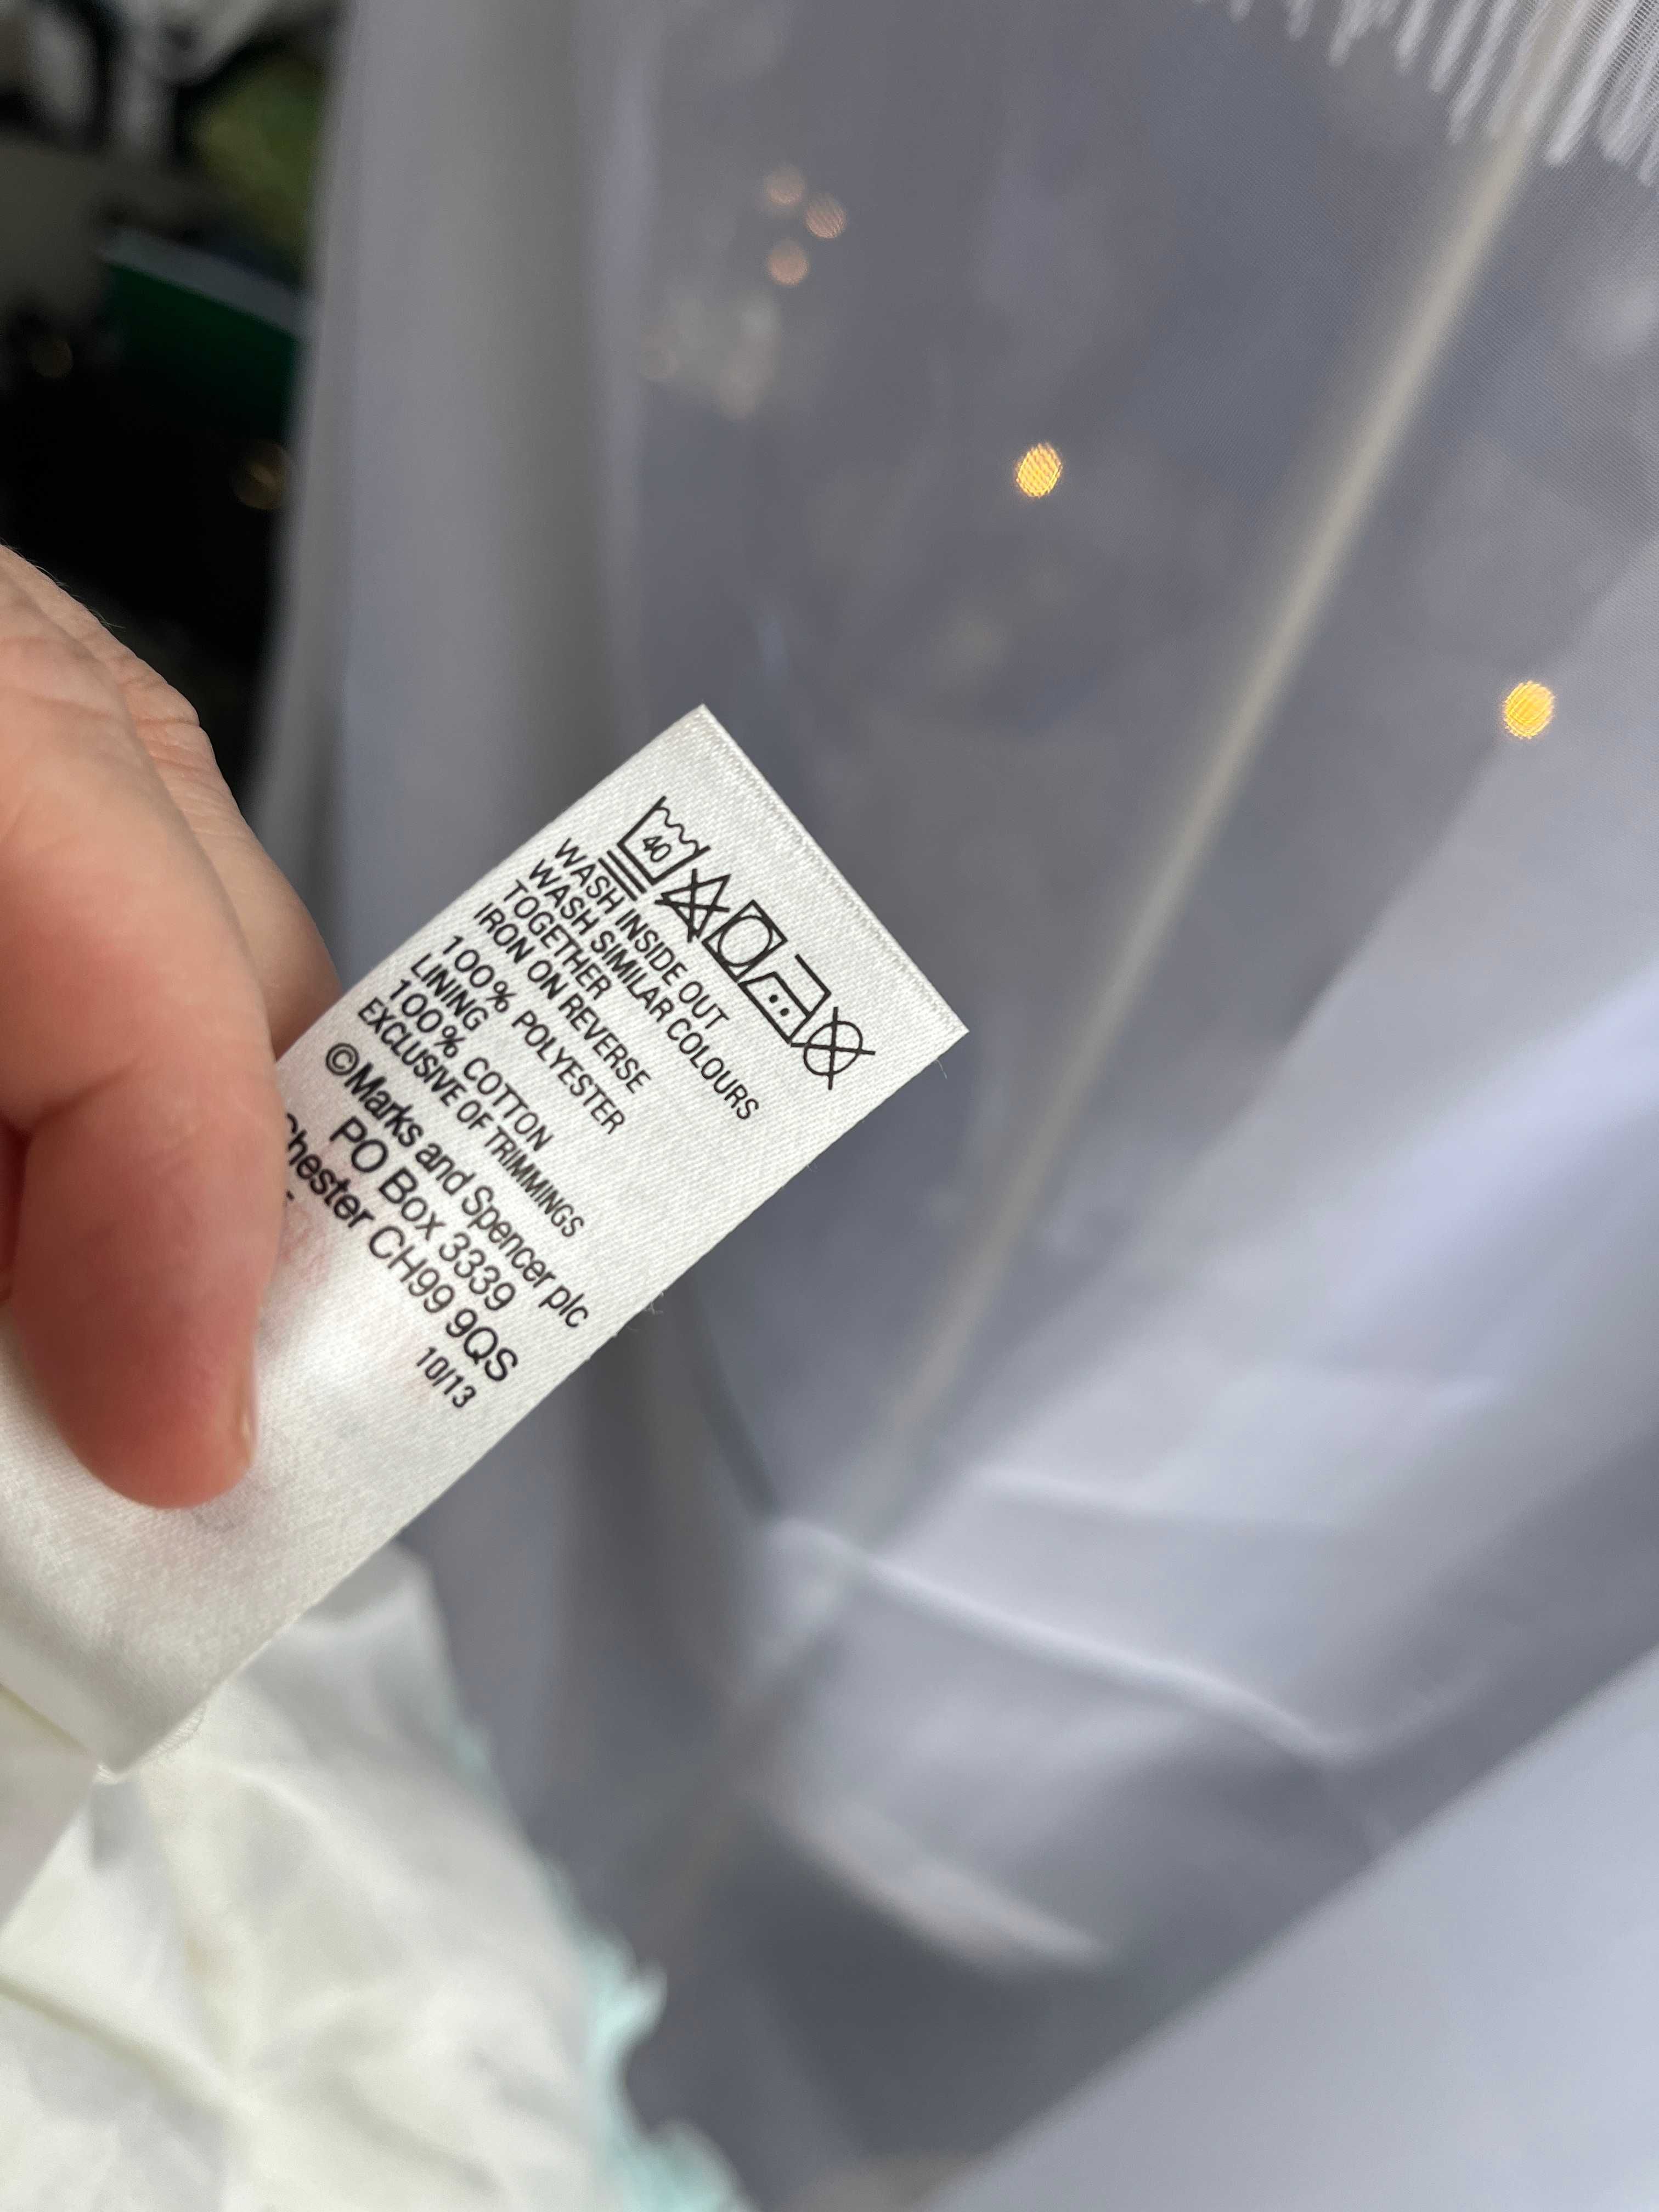 40
WASH INSIDE OUT
WASH SIMILAR COLOURS
TOGETHER
IRON ON REVERSE
100% POLYESTER
LINING
100% COTTON
EXCLUSIVE OF TRIMMINGS
©Marks and Spencer plc
PO Box 3339
Chester CH99 9QS
10/13